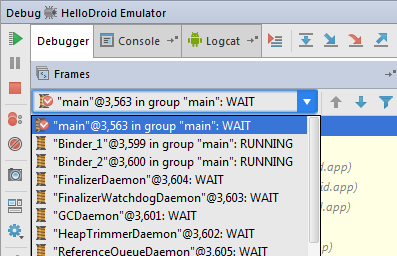 Debug HelloDroid Emulator
Debugger Console Logcat
Frames
"main"@3,563 in group "main": WAIT
"main"@3,563 in group "main": WAIT
"Binder_1"@3,599 in group "main": RUNNING
"Binder_2"@3,600 in group "main": RUNNING
"FinalizerDaemon"@3,604: WAIT
d.app)
"FinalizerWatchdogDaemon"@3,603: WAIT
id.app)
"GCDaemon"@3,601: WAIT
.app)
"HeapTrimmerDaemon"@3,602: WAIT
app)
"ReferenceQueueDaemon"@3,605: WAIT